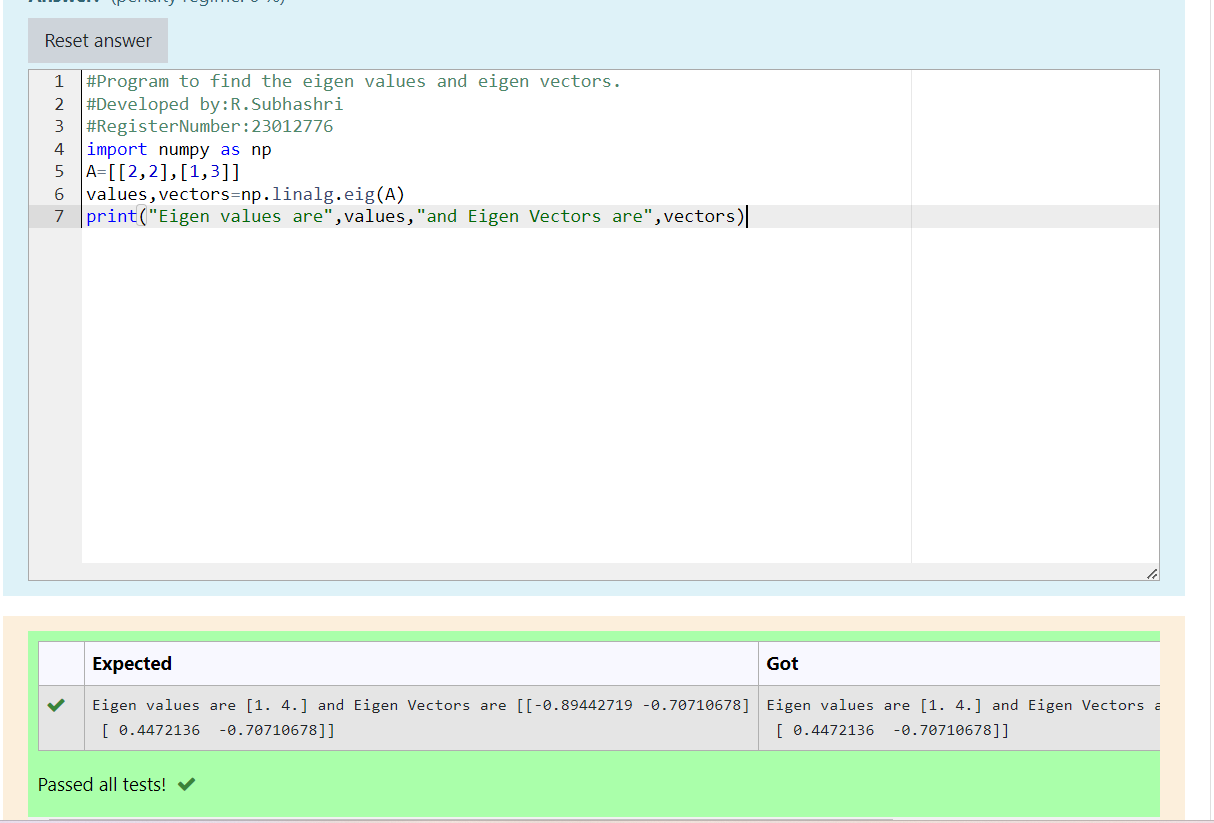 Answer: (penalty regime: 0 %)
Reset answer
1 #Program to find the eigen values and eigen vectors.
2 #Developed by:R.Subhashri
3 #RegisterNumber:23012776
4 import numpy as np
5 A=[[2,2],[1,3]]
6 values,vectors=np.linalg.eig(A)
7 print("Eigen values are",values,"and Eigen Vectors are",vectors)
Expected Got
Eigen values are [1. 4.] and Eigen Vectors are [[-0.89442719 -0.70710678] Eigen values are [1. 4.] and Eigen Vectors
[ 0.4472136 -0.70710678]] [ 0.4472136 -0.70710678]]
Passed all tests!